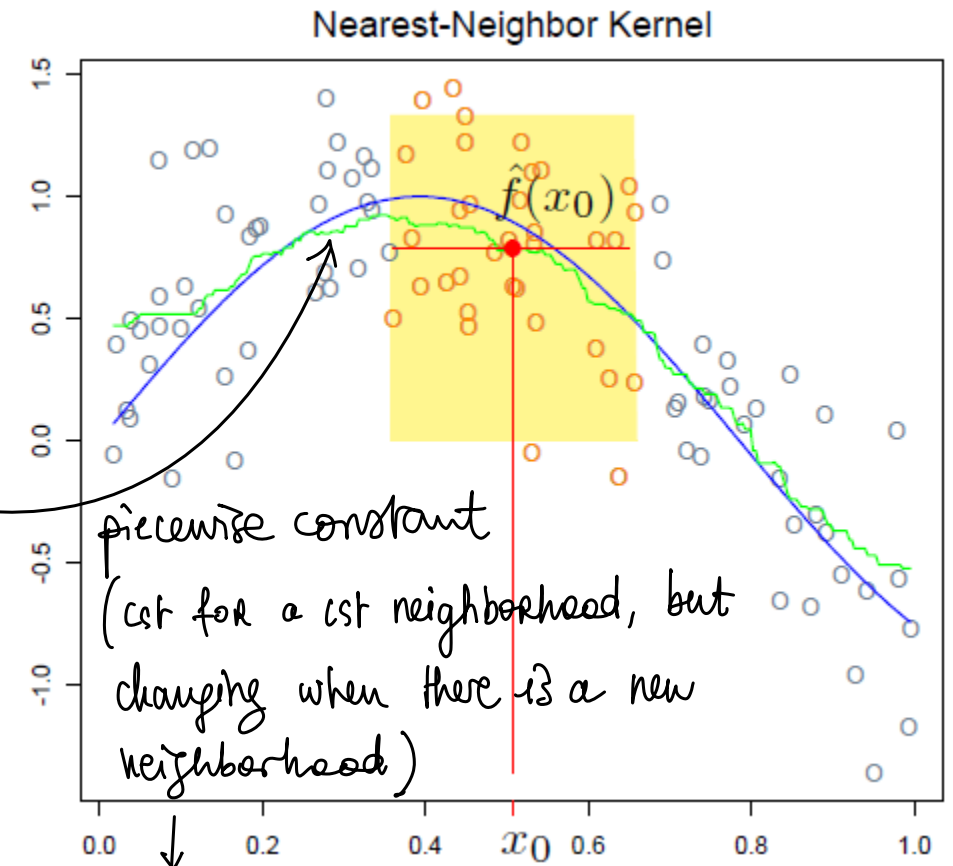 Nearest-Neighbor Kernel
1.5
1.0
0.5
0.0
-0.5
-1.0
f̂(x₀)
piecewise constant
(cst for a cst neighborhood, but
changing when there is a new
neighborhood)
0.0 0.2 0.4 x₀ 0.6 0.8 1.0